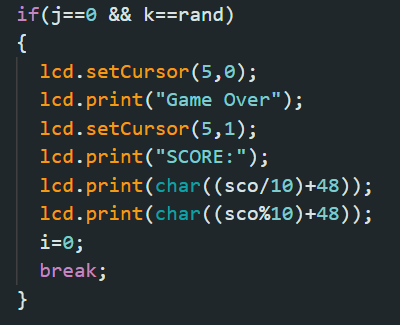 if(j==0 && k==rand)
{
  lcd.setCursor(5,0);
  lcd.print("Game Over");
  lcd.setCursor(5,1);
  lcd.print("SCORE:");
  lcd.print(char((sco/10)+48));
  lcd.print(char((sco%10)+48));
  i=0;
  break;
}